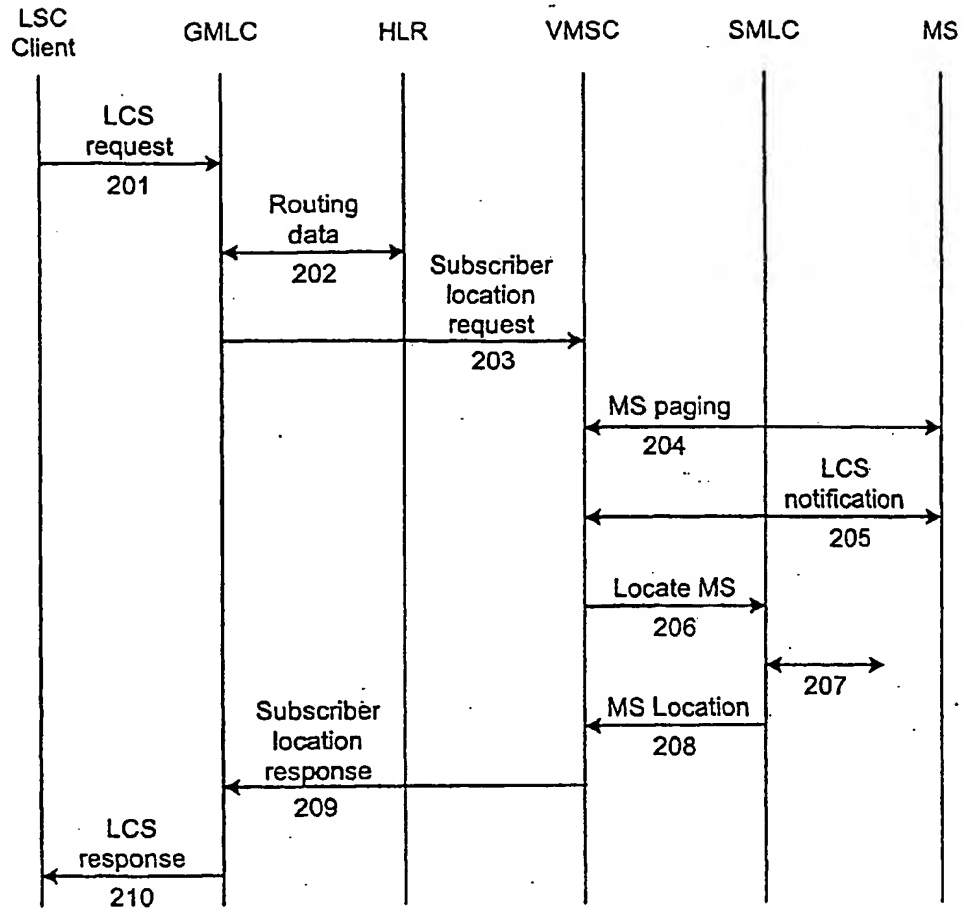 LSC
Client
GMLC
HLR
VMSC
SMLC
MS
LCS
request
201
Routing
data
202
Subscriber
location
request
203
MS paging
204
LCS
notification
205
Locate MS
206
207
MS Location
208
Subscriber
location
response
209
LCS
response
210